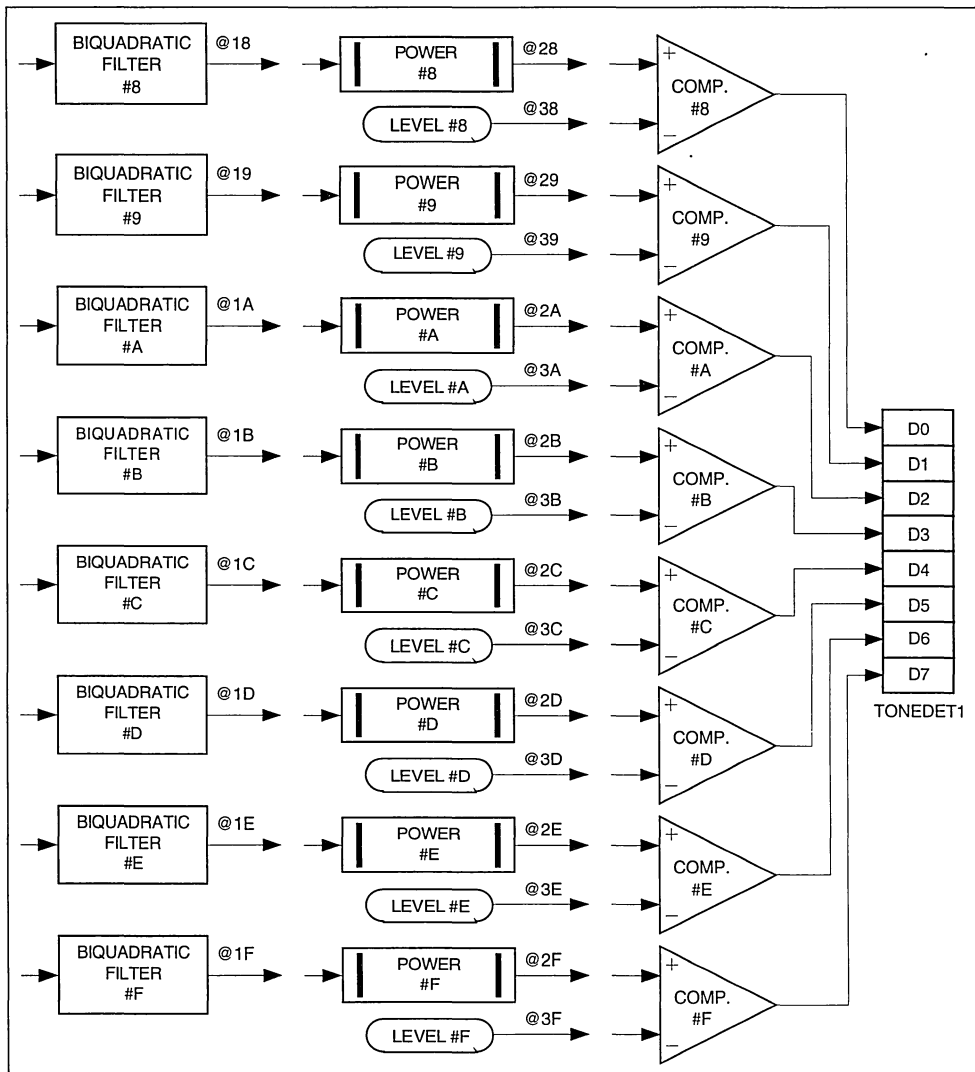 BIQUADRATIC
FILTER
#8
@18
POWER
#8
@28
LEVEL #8
@38
+
−
COMP.
#8
BIQUADRATIC
FILTER
#9
@19
POWER
#9
@29
LEVEL #9
@39
+
−
COMP.
#9
BIQUADRATIC
FILTER
#A
@1A
POWER
#A
@2A
LEVEL #A
@3A
+
−
COMP.
#A
BIQUADRATIC
FILTER
#B
@1B
POWER
#B
@2B
LEVEL #B
@3B
+
−
COMP.
#B
BIQUADRATIC
FILTER
#C
@1C
POWER
#C
@2C
LEVEL #C
@3C
+
−
COMP.
#C
BIQUADRATIC
FILTER
#D
@1D
POWER
#D
@2D
LEVEL #D
@3D
+
−
COMP.
#D
BIQUADRATIC
FILTER
#E
@1E
POWER
#E
@2E
LEVEL #E
@3E
+
−
COMP.
#E
BIQUADRATIC
FILTER
#F
@1F
POWER
#F
@2F
LEVEL #F
@3F
+
−
COMP.
#F
D0
D1
D2
D3
D4
D5
D6
D7
TONEDET1